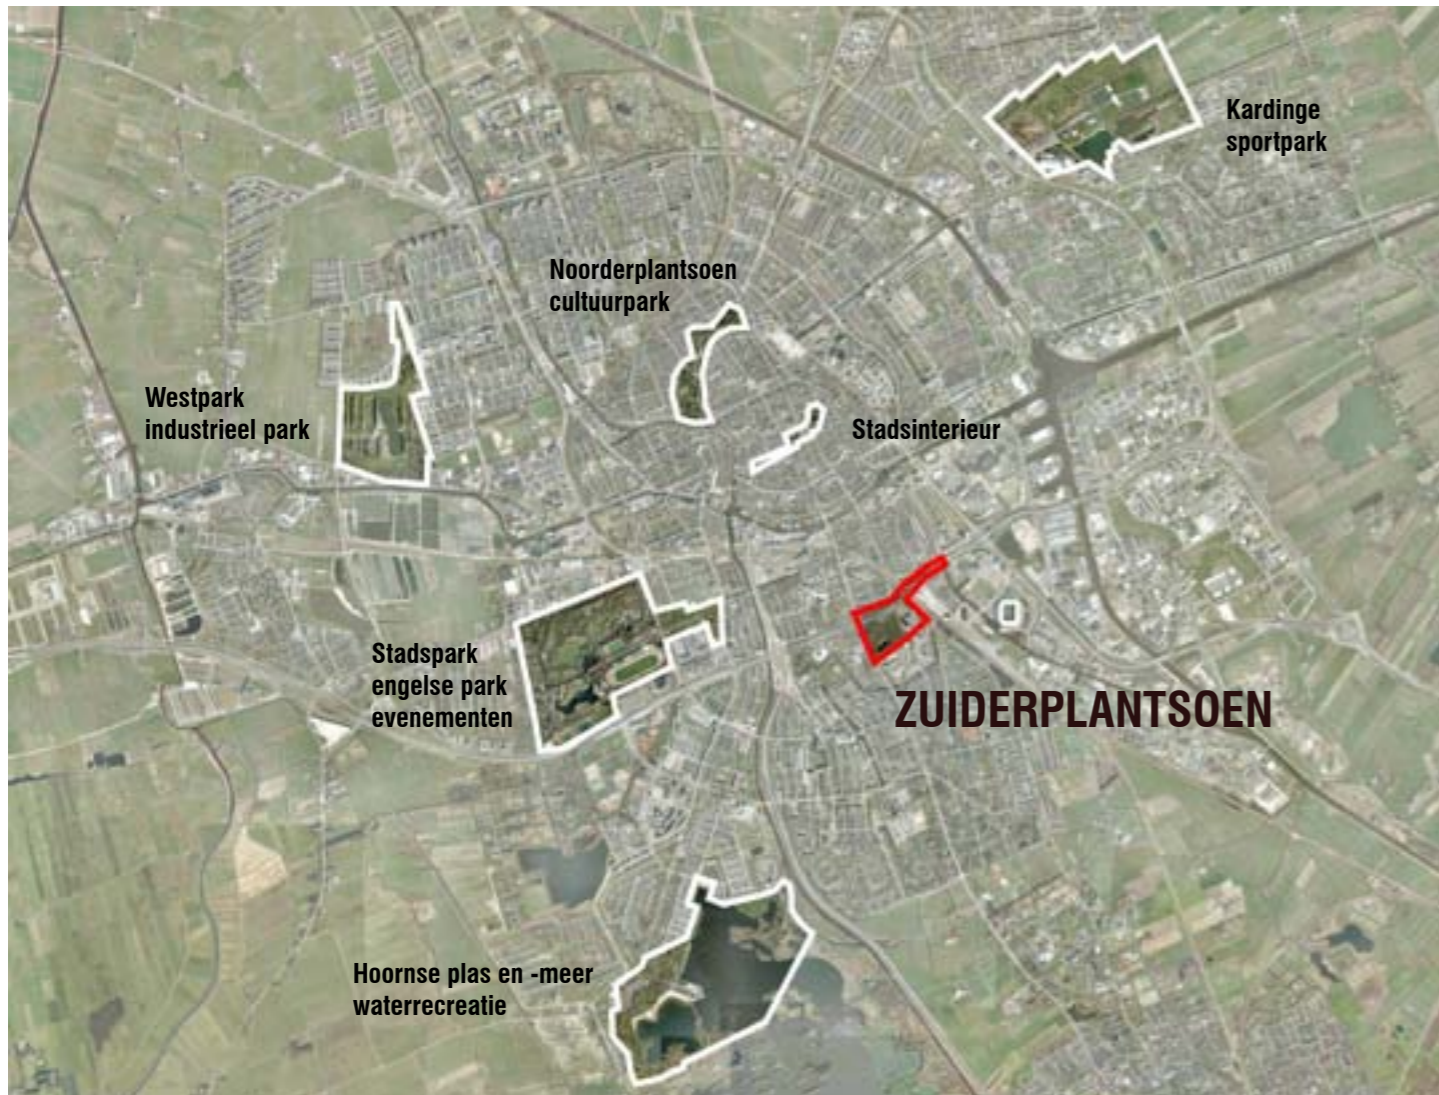 Kardinge
sportpark
Noorderplantsoen
cultuurpark
Westpark
industrieel park
Stadsinterieur
Stadspark
engelse park
evenementen
ZUIDERPLANTSOEN
Hoornse plas en -meer
waterrecreatie